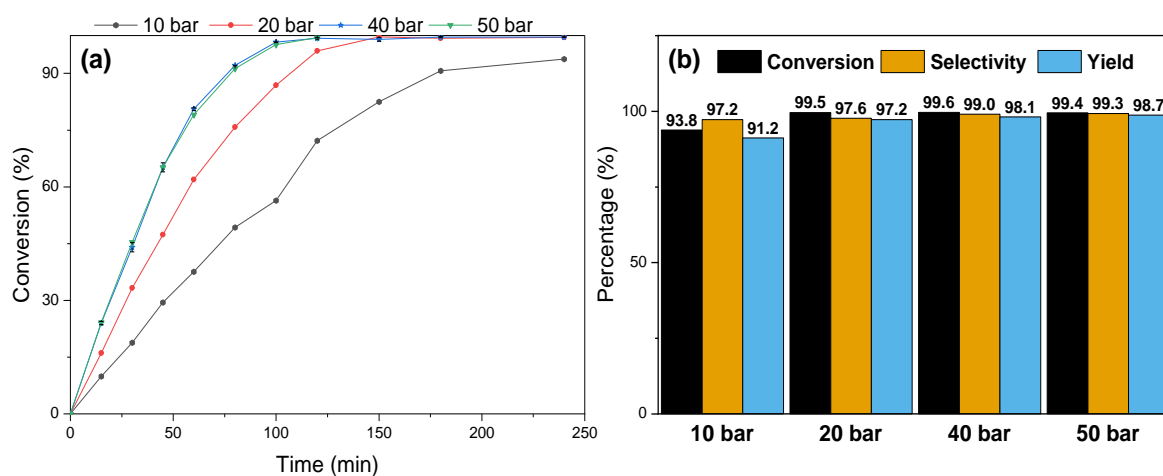 10 bar 20 bar 40 bar 50 bar
(a)
Conversion (%)
90
60
30
0
0 50 100 150 200 250
Time (min)
(b)
Conversion Selectivity Yield
Percentage (%)
100
50
0
93.8 97.2 91.2 99.5 97.6 97.2 99.6 99.0 98.1 99.4 99.3 98.7
10 bar 20 bar 40 bar 50 bar